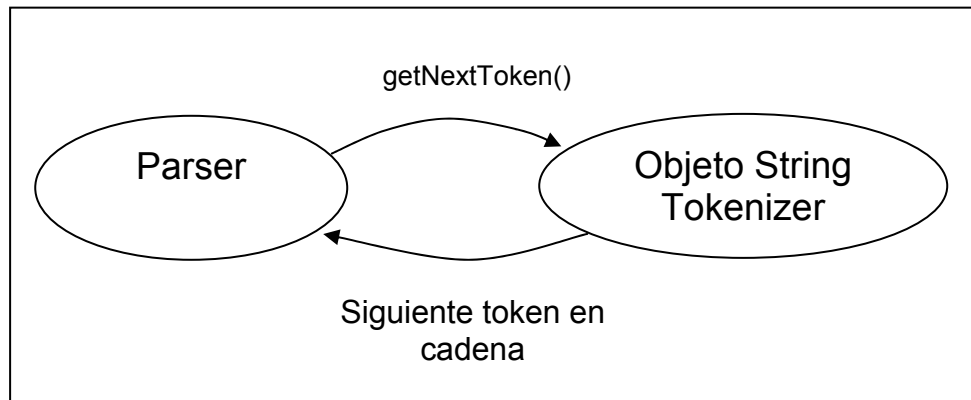 getNextToken()
Parser
Objeto String
Tokenizer
Siguiente token en
cadena